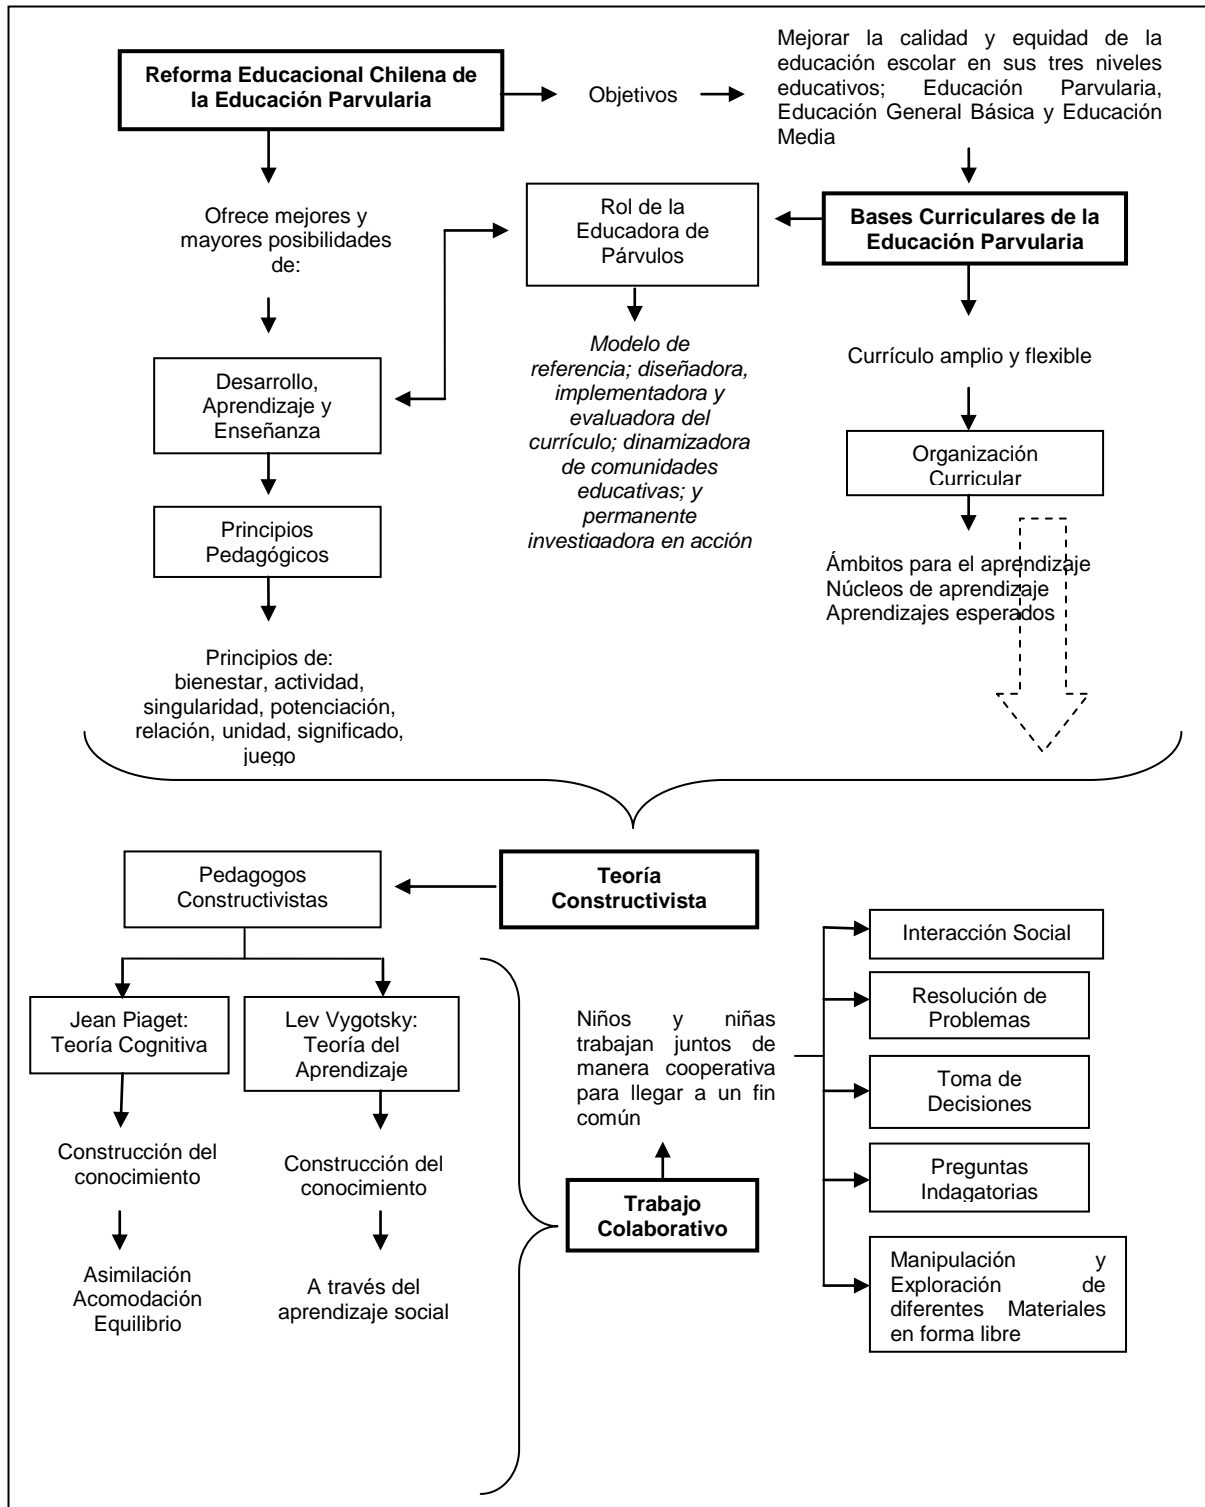 Reforma Educacional Chilena de
la Educación Parvularia
Objetivos
Mejorar la calidad y equidad de la
educación escolar en sus tres niveles
educativos; Educación Parvularia,
Educación General Básica y Educación
Media
Ofrece mejores y
mayores posibilidades
de:
Rol de la
Educadora de
Párvulos
Bases Curriculares de la
Educación Parvularia
Desarrollo,
Aprendizaje y
Enseñanza
Modelo de
referencia; diseñadora,
implementadora y
evaluadora del
currículo; dinamizadora
de comunidades
educativas; y
permanente
investigadora en acción
Currículo amplio y flexible
Organización
Curricular
Principios
Pedagógicos
Ámbitos para el aprendizaje
Núcleos de aprendizaje
Aprendizajes esperados
Principios de:
bienestar, actividad,
singularidad, potenciación,
relación, unidad, significado,
juego
Pedagogos
Constructivistas
Teoría
Constructivista
Jean Piaget:
Teoría Cognitiva
Lev Vygotsky:
Teoría del
Aprendizaje
Niños y niñas
trabajan juntos de
manera cooperativa
para llegar a un fin
común
Interacción Social
Resolución de
Problemas
Toma de
Decisiones
Preguntas
Indagatorias
Manipulación y
Exploración de
diferentes Materiales
en forma libre
Construcción del
conocimiento
Construcción del
conocimiento
Trabajo
Colaborativo
Asimilación
Acomodación
Equilibrio
A través del
aprendizaje social